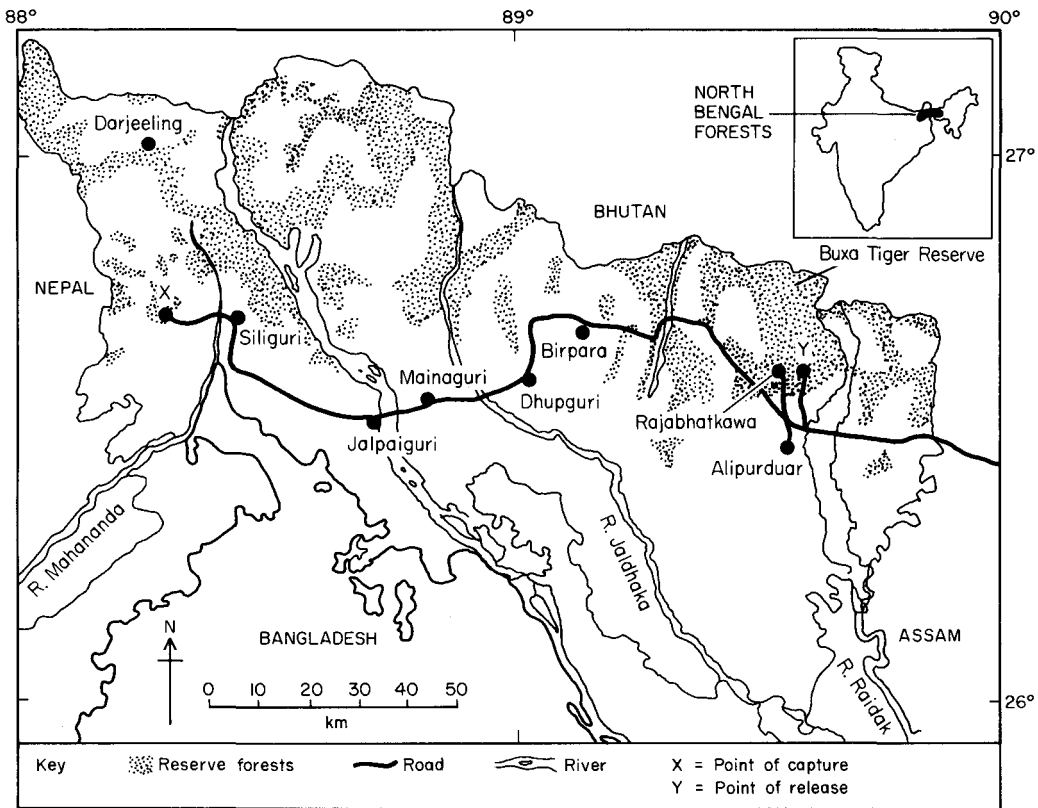 88°
89°
90°
NORTH
BENGAL
FORESTS
Darjeeling
27°
BHUTAN
Buxa Tiger Reserve
NEPAL
X
Siliguri
Birpara
Y
Mainaguri
Dhupguri
Rajabhatkawa
Jalpaiguri
Alipurduar
R. Mahananda
R. Jaldhaka
N
BANGLADESH
ASSAM
R. Raidak
0 10 20 30 40 50
km
26°
Key
Reserve forests
Road
River
X = Point of capture
Y = Point of release